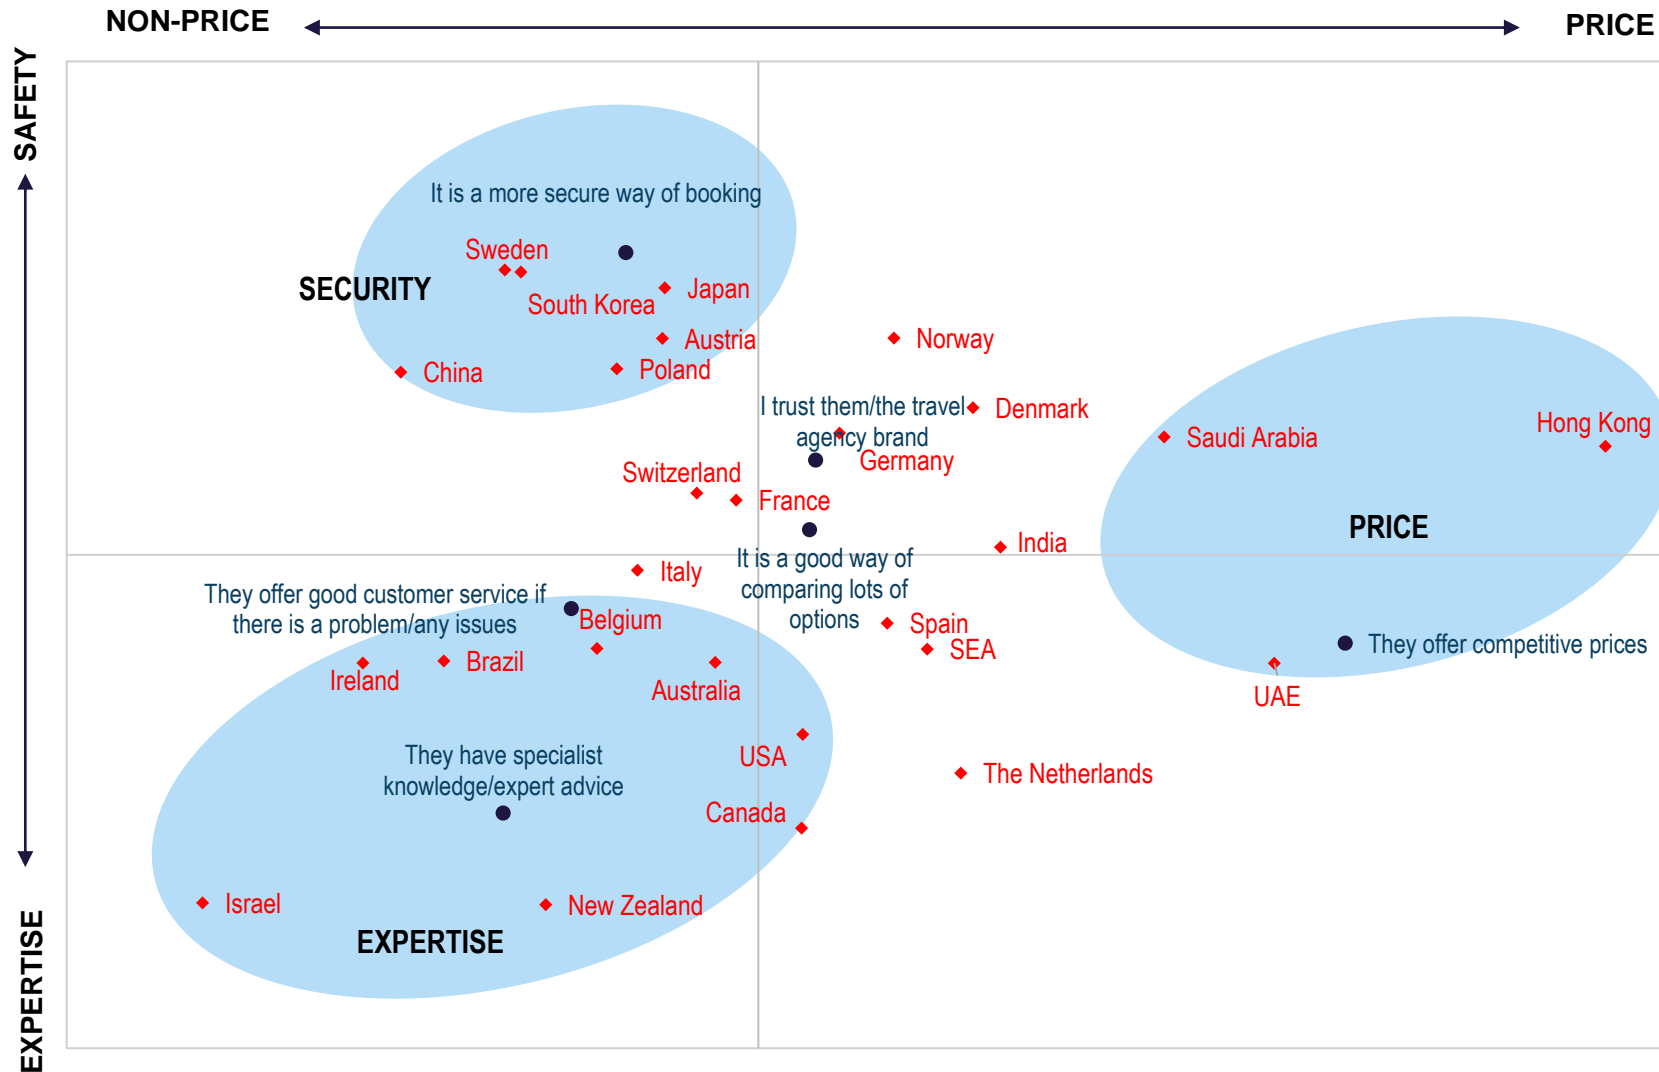 NON-PRICE
PRICE
SAFETY
It is a more secure way of booking
Sweden
SECURITY
South Korea
Japan
Austria
Norway
China
Poland
I trust them/the travel
agency brand
Denmark
Saudi Arabia
Hong Kong
Germany
Switzerland
France
PRICE
India
It is a good way of
comparing lots of
options
Italy
They offer good customer service if
there is a problem/any issues
Belgium
Spain
SEA
They offer competitive prices
Ireland
Brazil
Australia
UAE
They have specialist
knowledge/expert advice
USA
The Netherlands
Canada
Israel
New Zealand
EXPERTISE
EXPERTISE